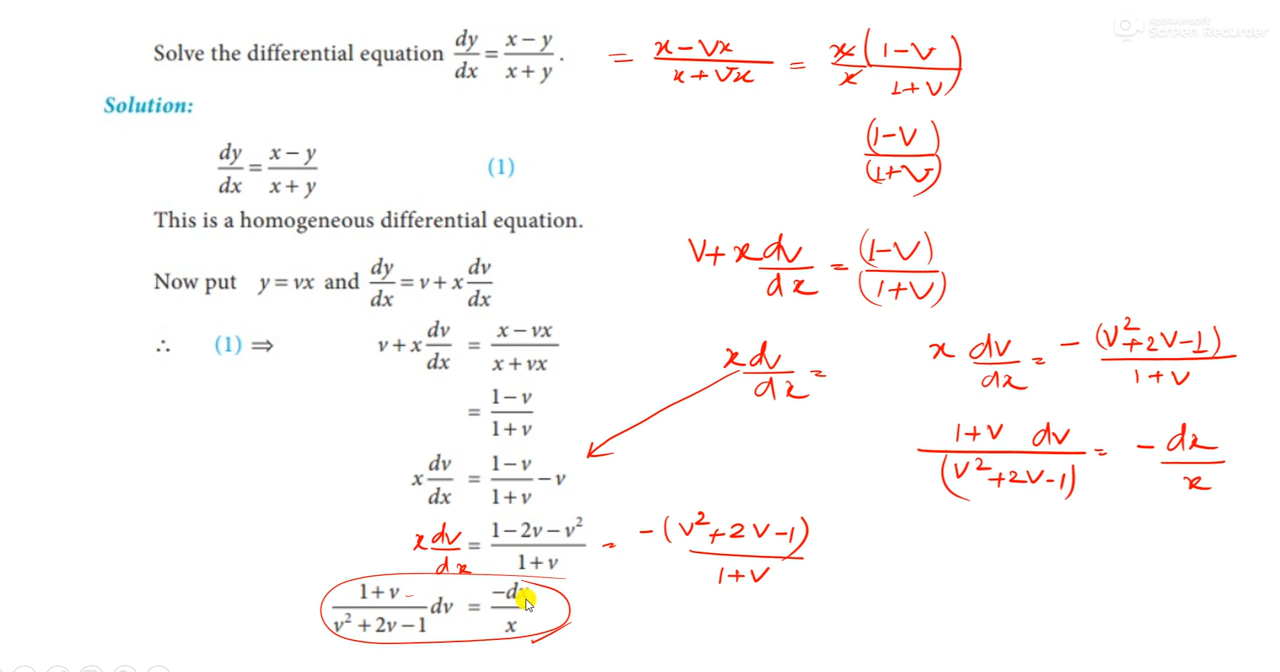 Apowersoft
Screen Recorder
Solve the differential equation dy/dx = (x − y)/(x + y) .
= (x − vx)/(x + vx) = x/x ((1 − v)/(1 + v))
(1 − v)/(1 + v)
Solution:
dy/dx = (x − y)/(x + y) (1)
This is a homogeneous differential equation.
v + x dv/dx = (1 − v)/(1 + v)
Now put y = vx and dy/dx = v + x dv/dx
∴ (1) ⇒ v + x dv/dx = (x − vx)/(x + vx)
= (1 − v)/(1 + v)
x dv/dx = (1 − v)/(1 + v) − v
x dv/dx = (1 − 2v − v²)/(1 + v) = −(v² + 2v − 1)/(1 + v)
(1 + v)/(v² + 2v − 1) dv = −d/x
x dv/dx =
x dv/dx = −(v² + 2v − 1)/(1 + v)
(1 + v dv)/(v² + 2v − 1) = −dx/x